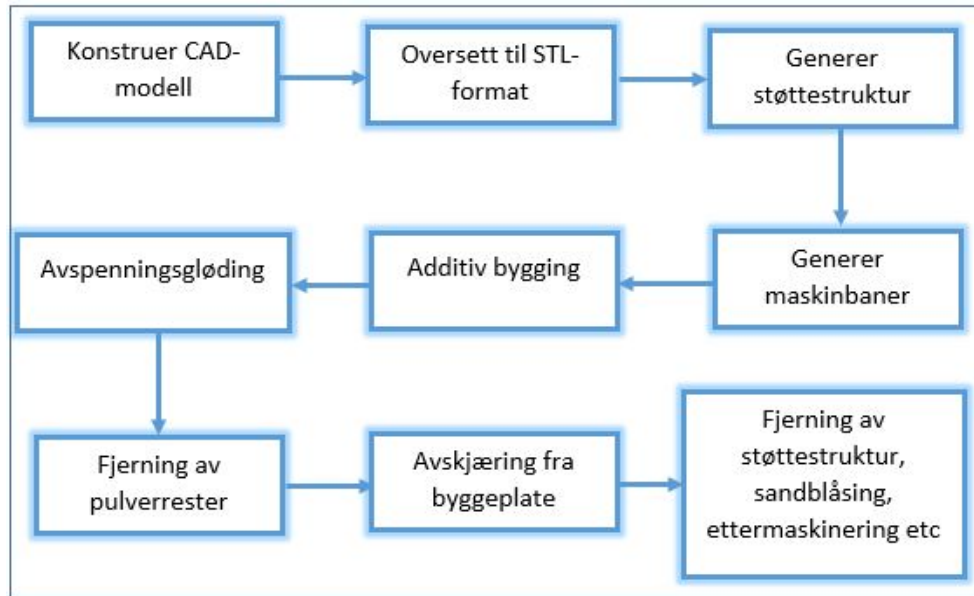 Konstruer CAD-
modell
Oversett til STL-
format
Generer
støttestruktur
Generer
maskinbaner
Additiv bygging
Avspenningsgløding
Fjerning av
pulverrester
Avskjæring fra
byggeplate
Fjerning av
støttestruktur,
sandblåsing,
ettermaskinering etc